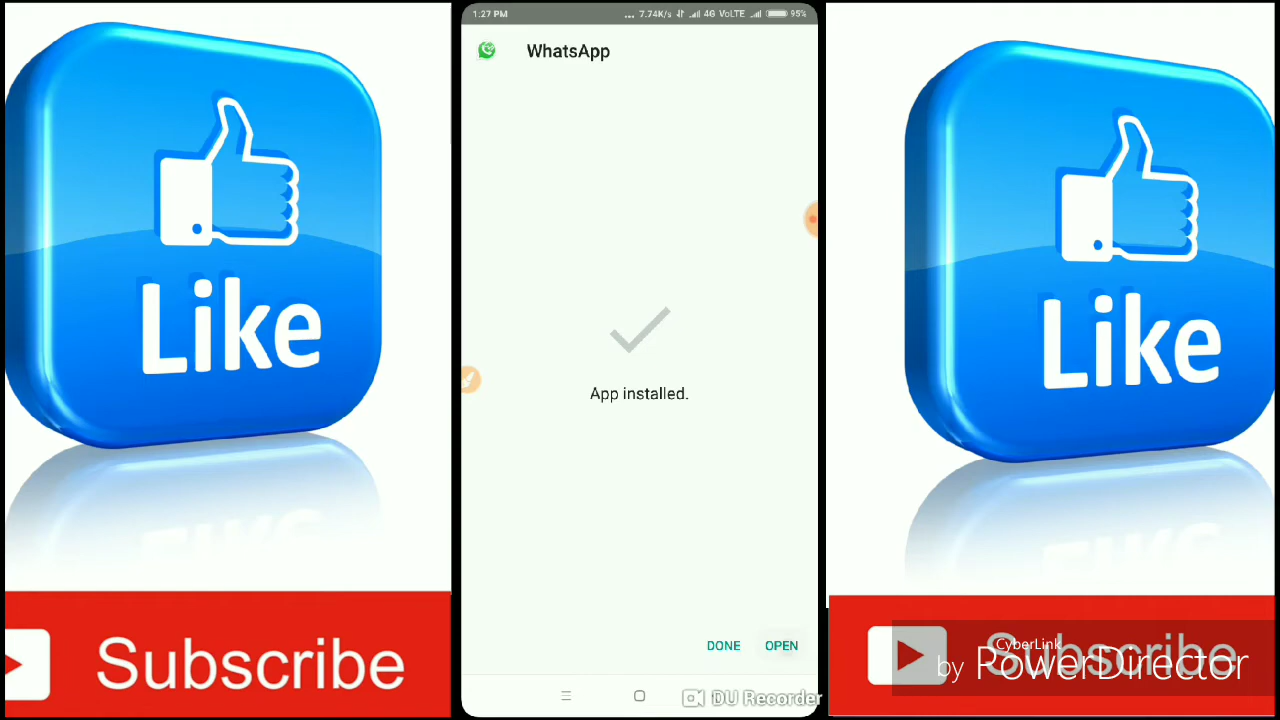 1:27 PM
... 7.74K/s 4G VoLTE 95%
WhatsApp
Like
Like
App installed.
DONE OPEN
Subscribe
Subscribe
CyberLink
by PowerDirector
DU Recorder